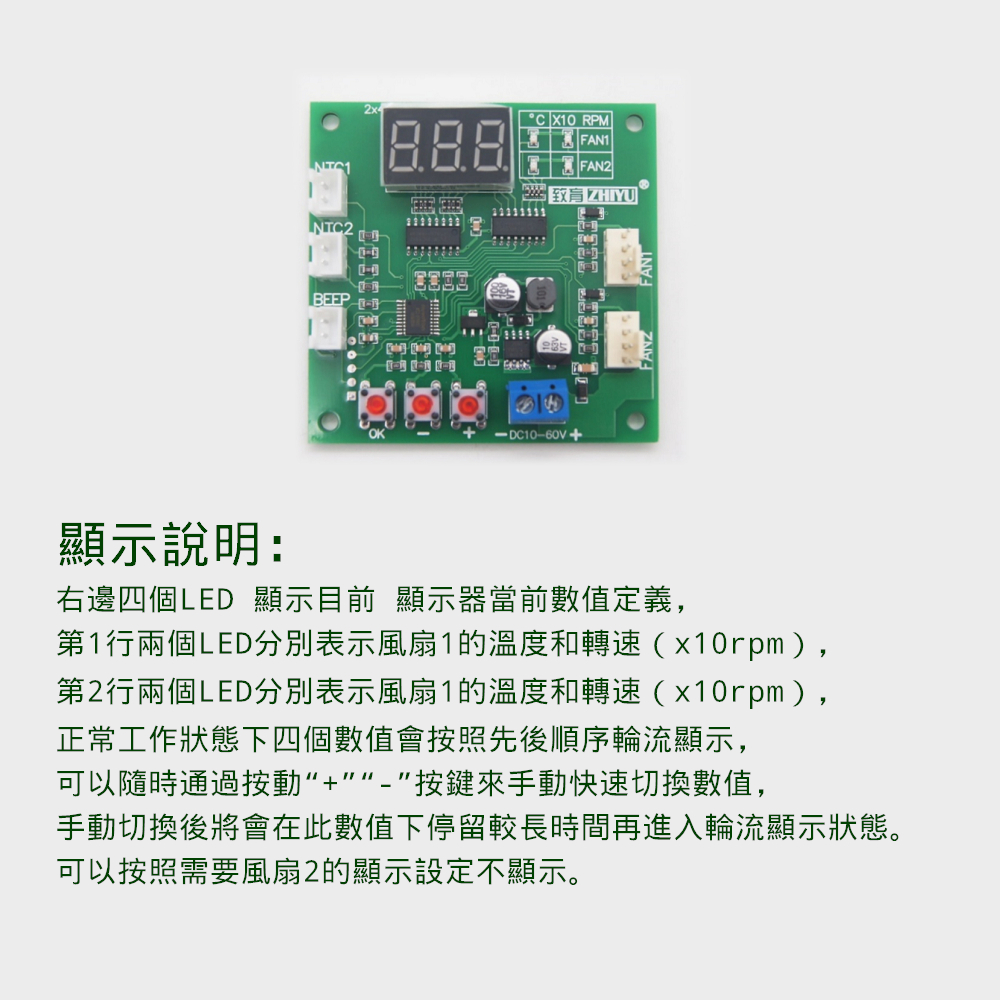 °C X10 RPM
FAN1
FAN2
致育 ZHIYU ®
NTC1
NTC2
BEEP
FAN1
FAN2
100
16V
VT
101
10
63V
VT
OK - +
- DC10-60V +
顯示說明:
右邊四個LED 顯示目前 顯示器當前數值定義，
第1行兩個LED分別表示風扇1的溫度和轉速（x10rpm），
第2行兩個LED分別表示風扇1的溫度和轉速（x10rpm），
正常工作狀態下四個數值會按照先後順序輪流顯示，
可以隨時通過按動“+”“-”按鍵來手動快速切換數值，
手動切換後將會在此數值下停留較長時間再進入輪流顯示狀態。
可以按照需要風扇2的顯示設定不顯示。